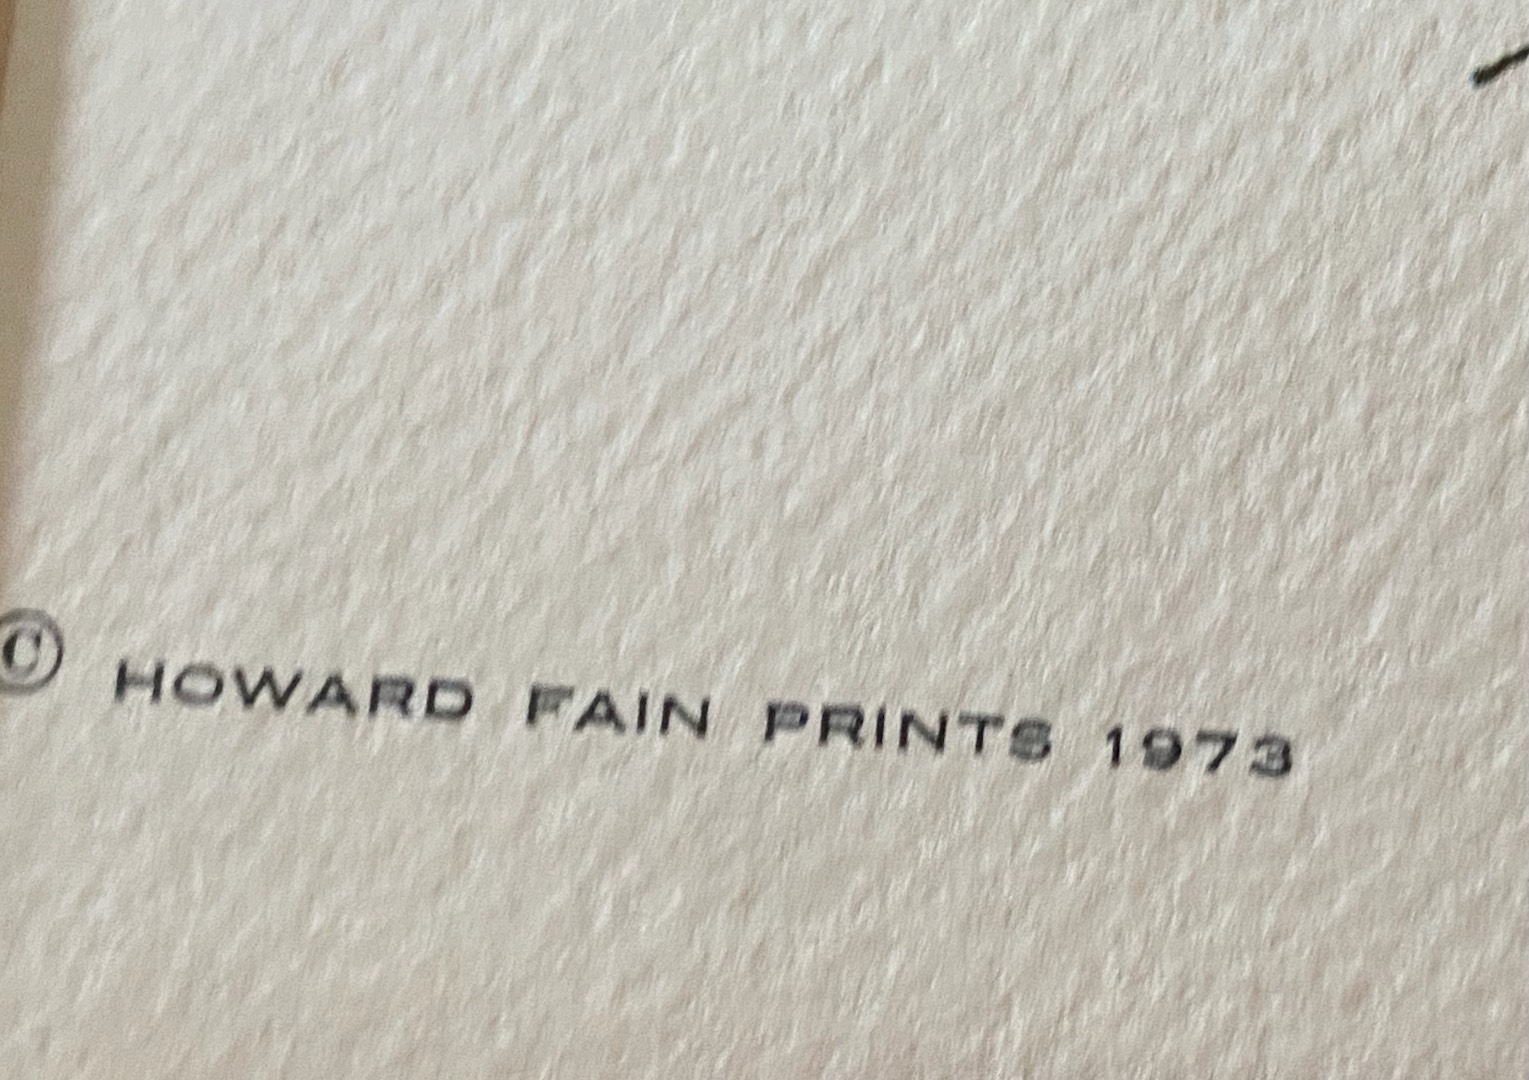 © HOWARD FAIN PRINTS 1973